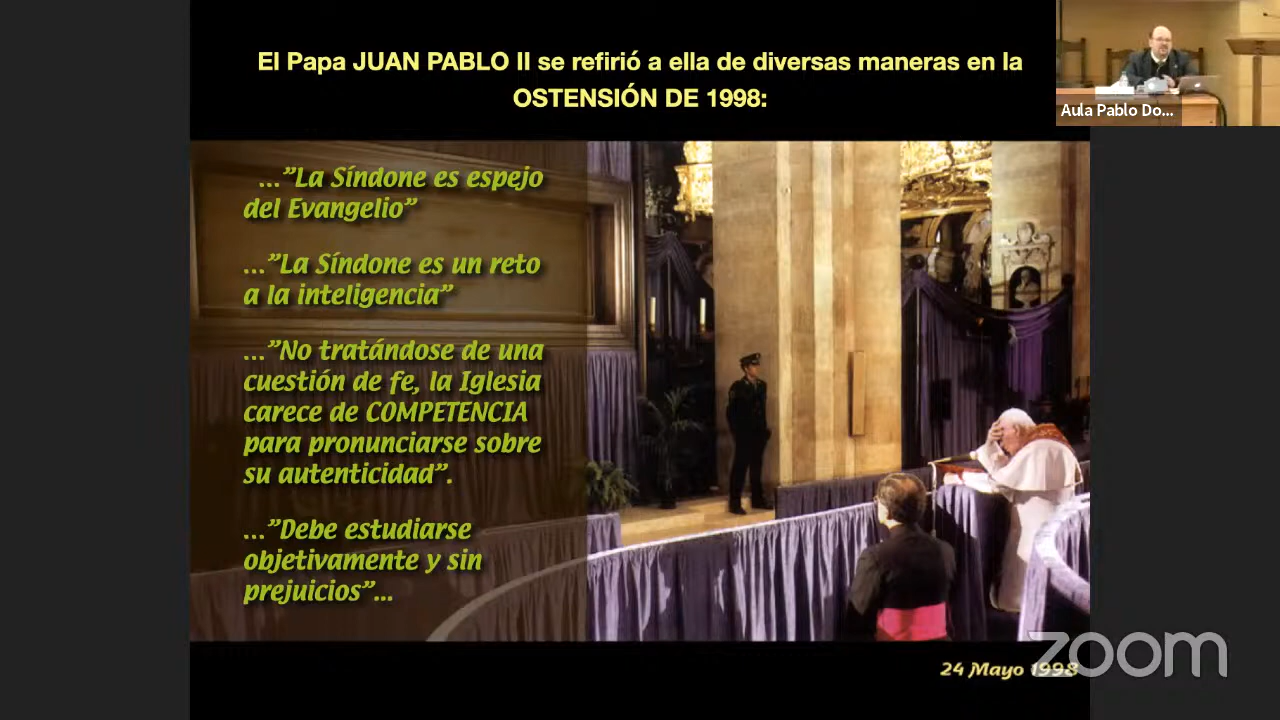 El Papa JUAN PABLO II se refirió a ella de diversas maneras en la
OSTENSIÓN DE 1998:
Aula Pablo Do...
..."La Síndone es espejo
del Evangelio"
..."La Síndone es un reto
a la inteligencia"
..."No tratándose de una
cuestión de fe, la Iglesia
carece de COMPETENCIA
para pronunciarse sobre
su autenticidad".
..."Debe estudiarse
objetivamente y sin
prejuicios"...
24 Mayo 1998
zoom